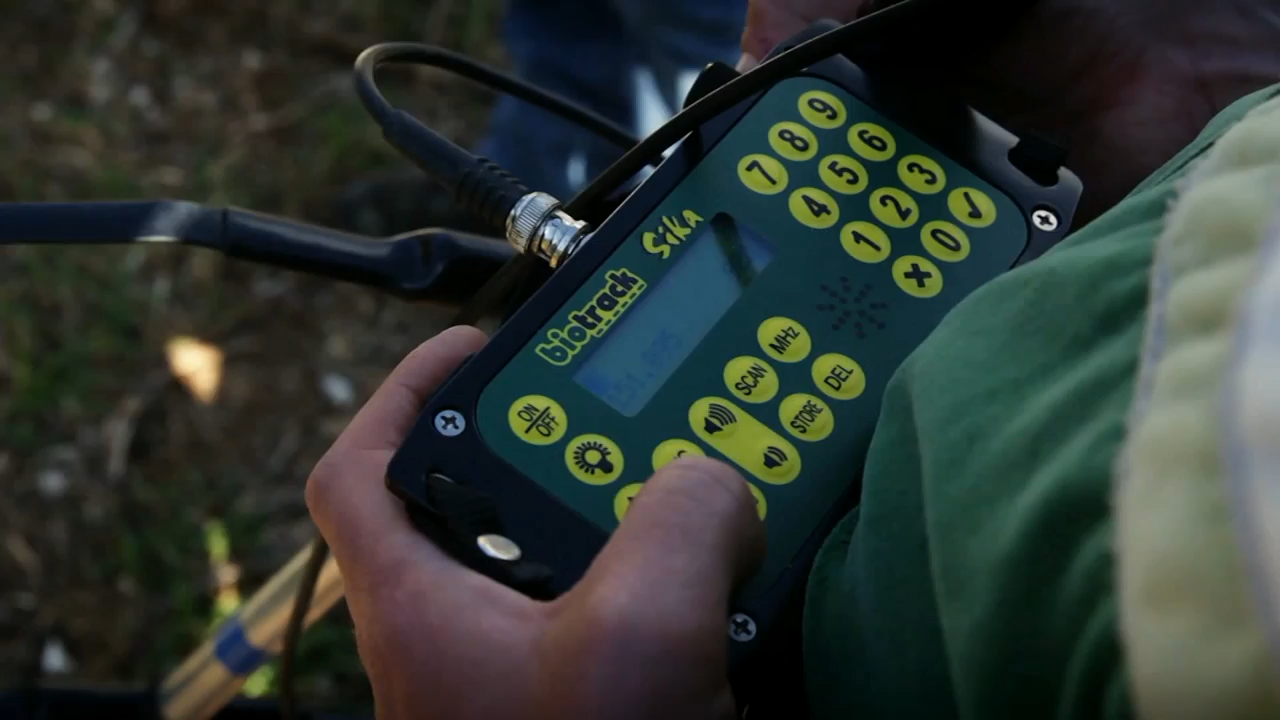 biotrack
Sika
7 8 9
4 5 6
1 2 3
× 0 ✓
MHz
SCAN
DEL
STORE
ON
OFF